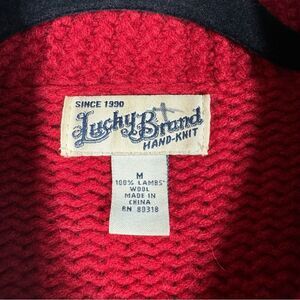 SINCE 1990
Lucky Brand
HAND-KNIT
M
100% LAMBS'
WOOL
MADE IN
CHINA
RN 80318